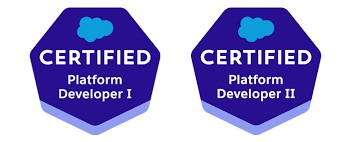 CERTIFIED
Platform
Developer I
CERTIFIED
Platform
Developer II